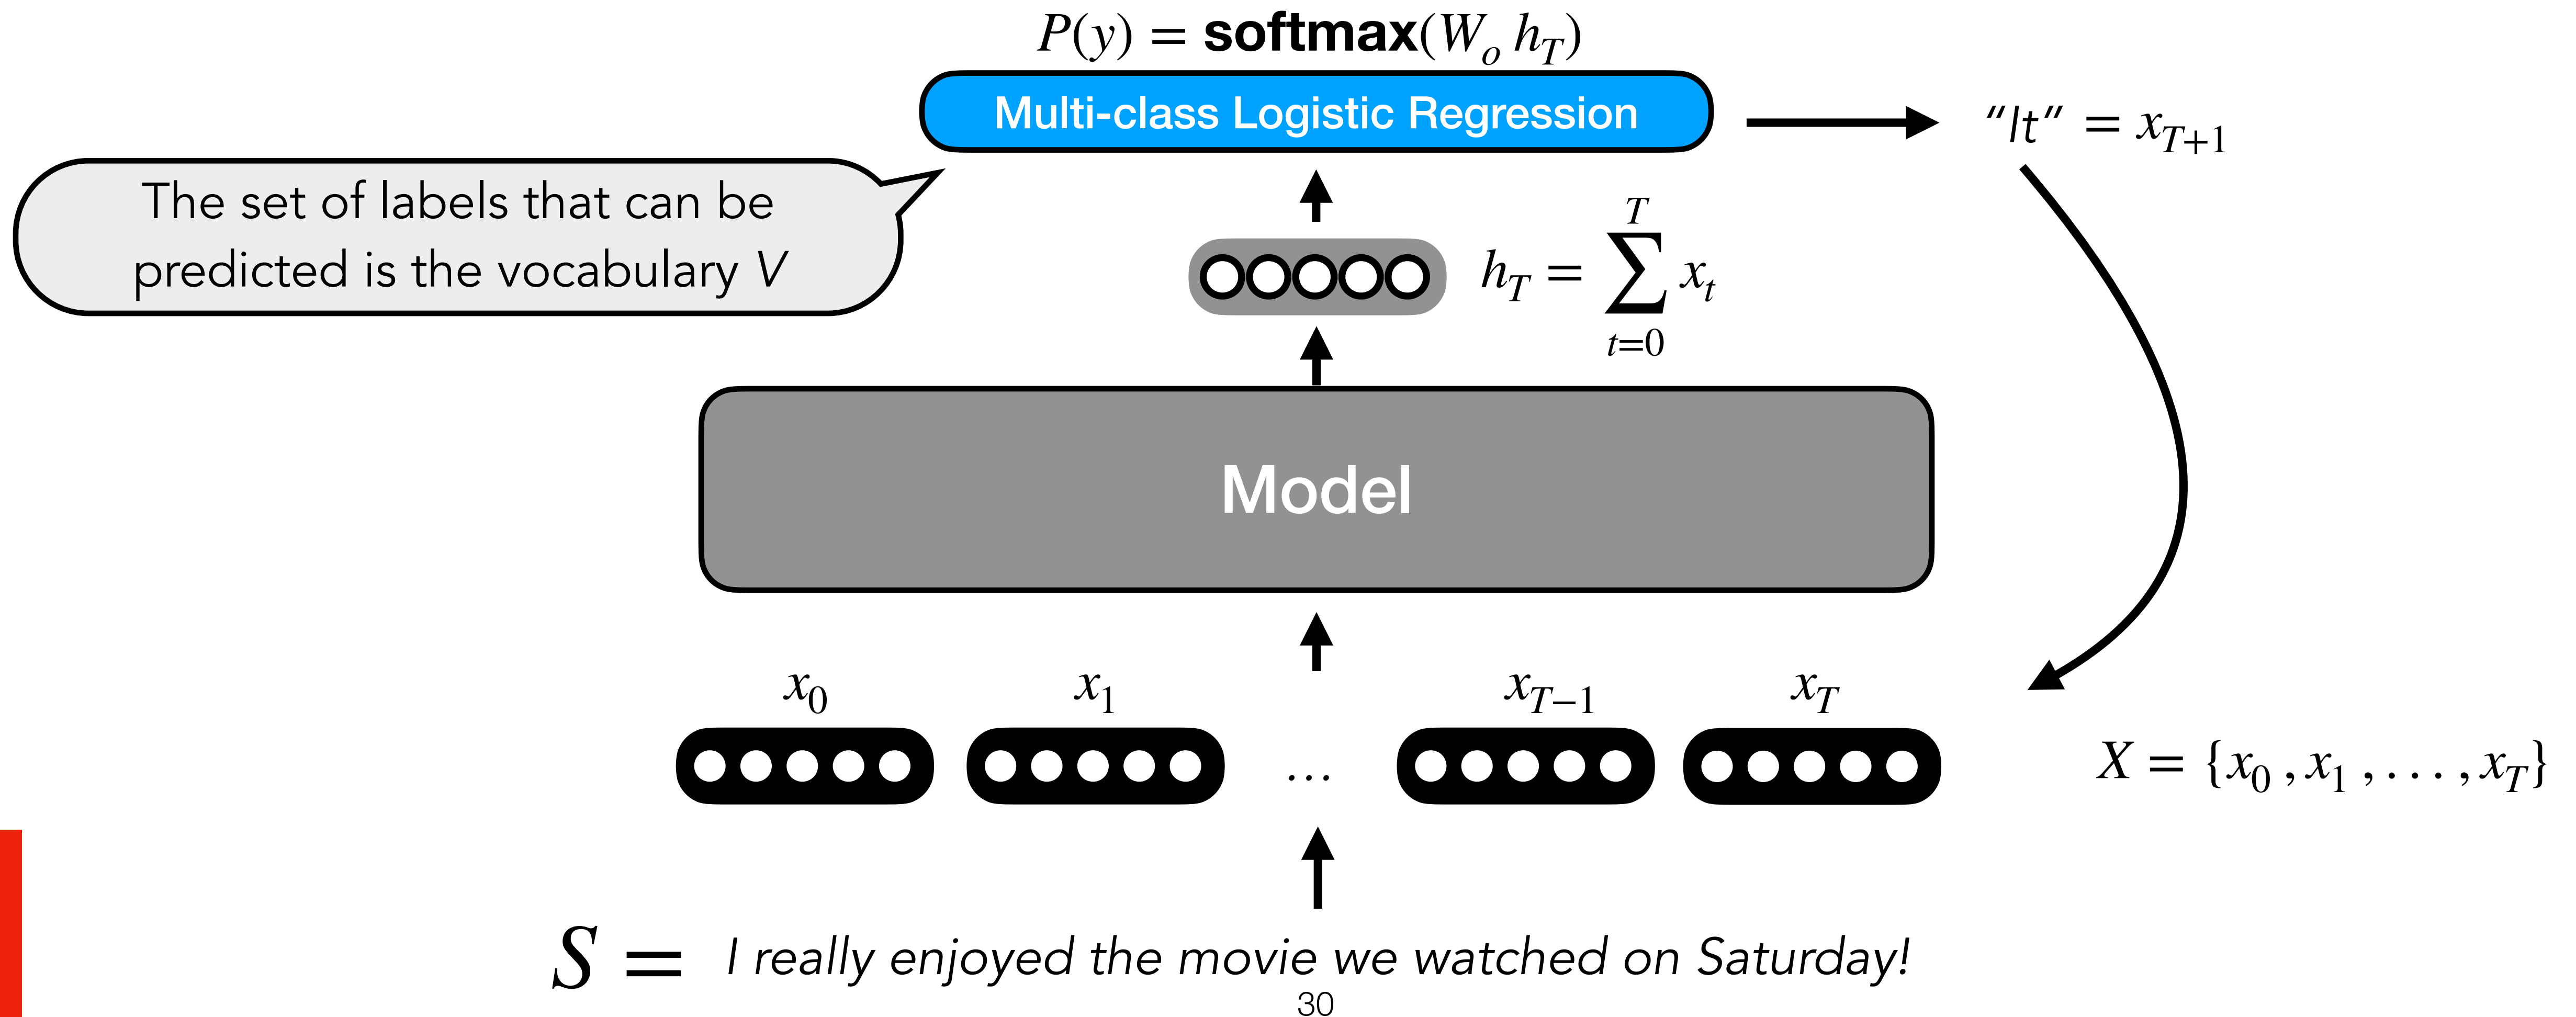 P(y) = softmax(W_o h_T)
Multi-class Logistic Regression
“It” = x_{T+1}
The set of labels that can be
predicted is the vocabulary V
h_T = \sum_{t=0}^{T} x_t
Model
x_0 x_1 x_{T−1} x_T
...
X = {x_0 , x_1 , . . . , x_T}
S = I really enjoyed the movie we watched on Saturday!
30